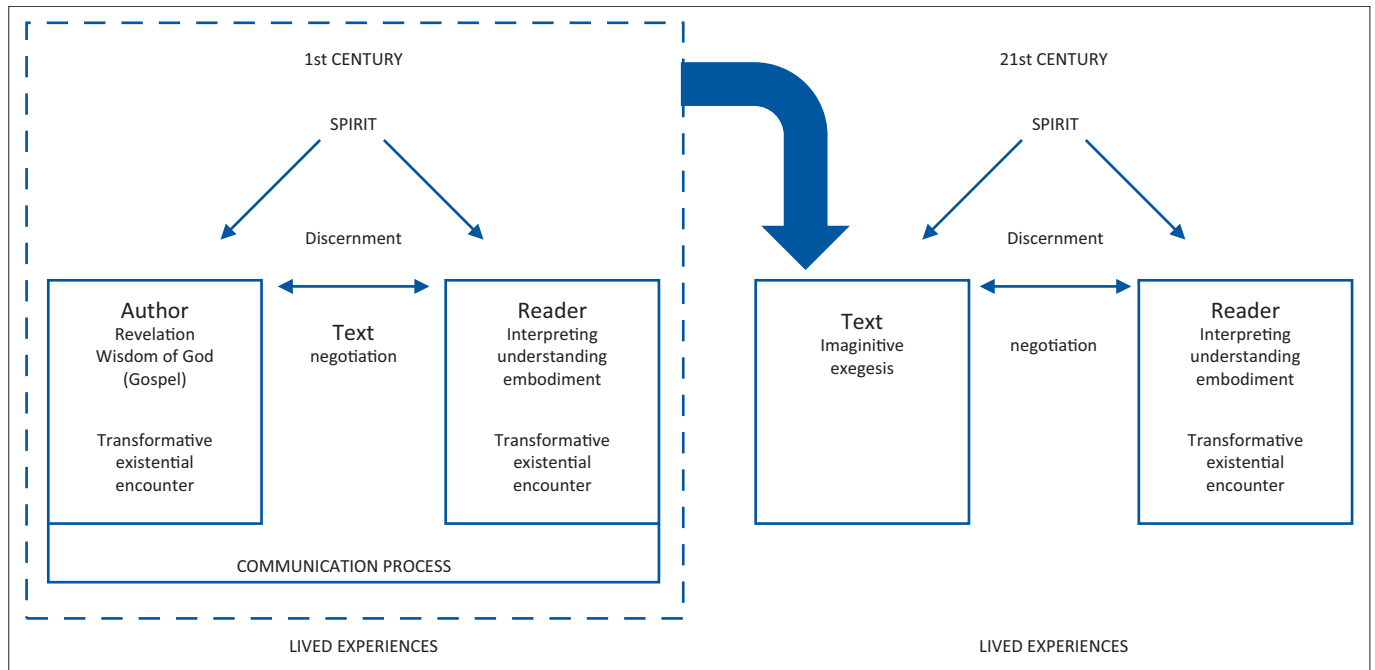 1st CENTURY
SPIRIT
Discernment
Author
Revelation
Wisdom of God
(Gospel)
Transformative
existential
encounter
Text
negotiation
Reader
Interpreting
understanding
embodiment
Transformative
existential
encounter
COMMUNICATION PROCESS
LIVED EXPERIENCES
21st CENTURY
SPIRIT
Discernment
Text
Imaginitive
exegesis
negotiation
Reader
Interpreting
understanding
embodiment
Transformative
existential
encounter
LIVED EXPERIENCES